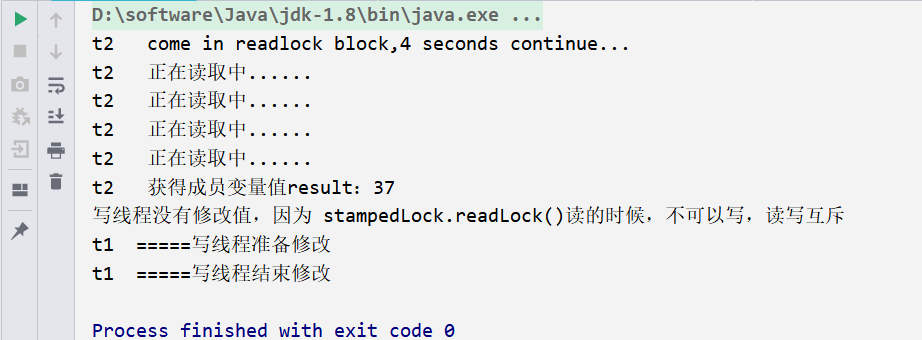 D:\software\Java\jdk-1.8\bin\java.exe ...
t2   come in readlock block,4 seconds continue...
t2   正在读取中......
t2   正在读取中......
t2   正在读取中......
t2   正在读取中......
t2   获得成员变量值result：37
写线程没有修改值，因为 stampedLock.readLock()读的时候，不可以写，读写互斥
t1  =====写线程准备修改
t1  =====写线程结束修改
Process finished with exit code 0